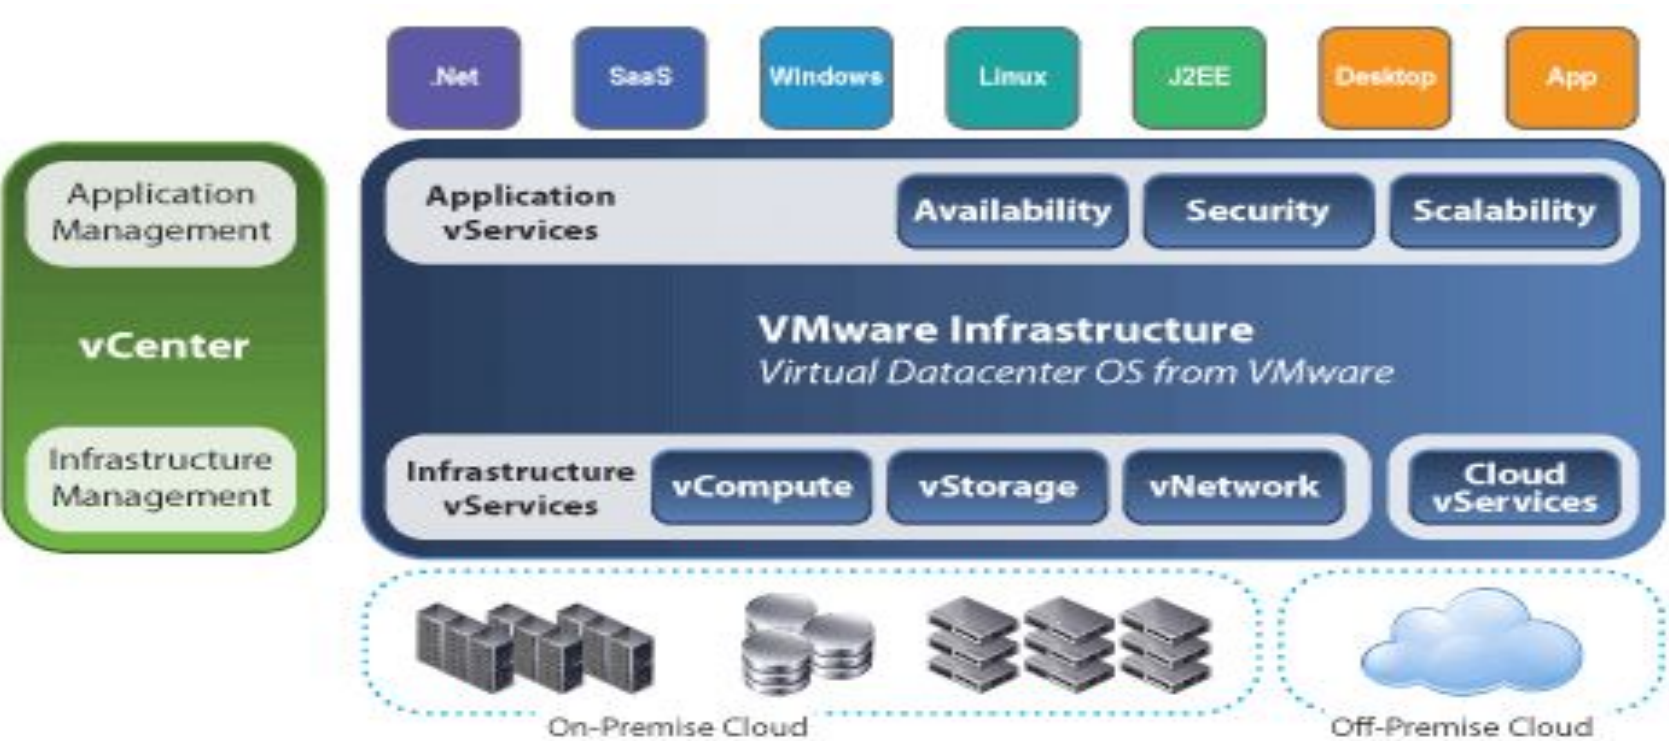 .Net
SaaS
Windows
Linux
J2EE
Desktop
App
Application
Management
vCenter
Infrastructure
Management
Application
vServices
Availability
Security
Scalability
VMware Infrastructure
Virtual Datacenter OS from VMware
Infrastructure
vServices
vCompute
vStorage
vNetwork
Cloud
vServices
On-Premise Cloud
Off-Premise Cloud